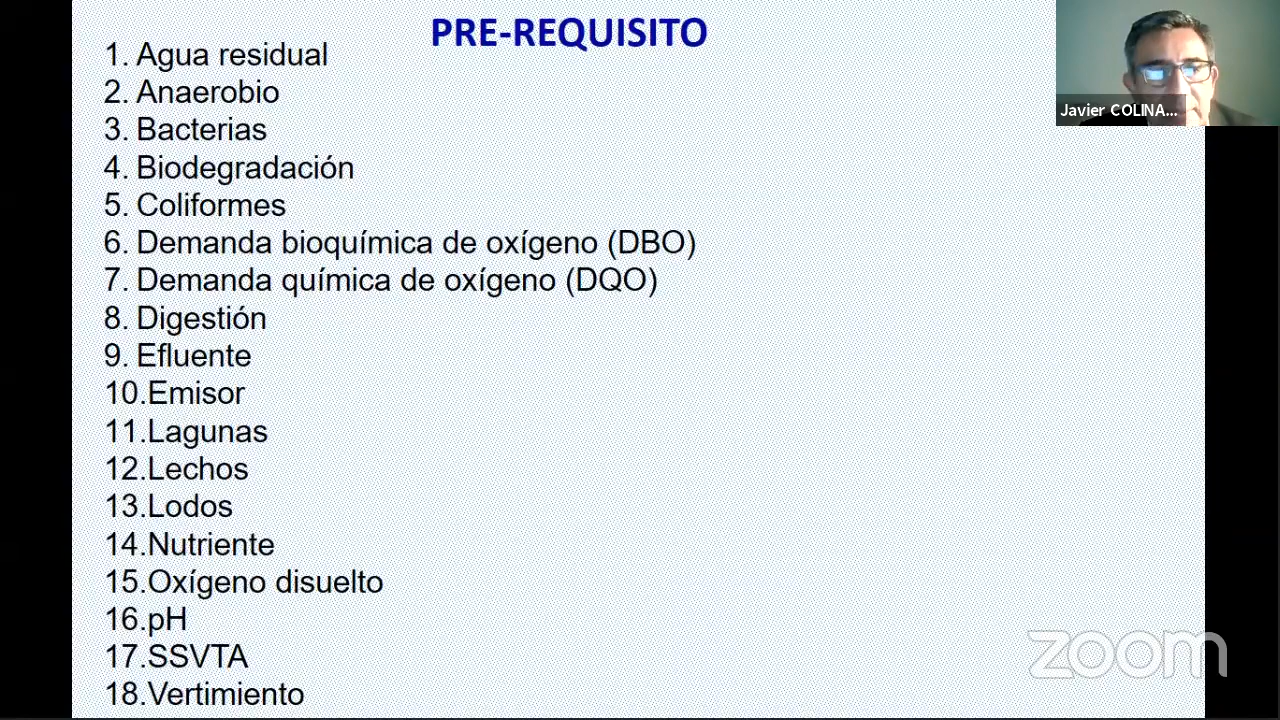 PRE-REQUISITO
1. Agua residual
2. Anaerobio
3. Bacterias
4. Biodegradación
5. Coliformes
6. Demanda bioquímica de oxígeno (DBO)
7. Demanda química de oxígeno (DQO)
8. Digestión
9. Efluente
10.Emisor
11.Lagunas
12.Lechos
13.Lodos
14.Nutriente
15.Oxígeno disuelto
16.pH
17.SSVTA
18.Vertimiento
Javier COLINA...
zoom